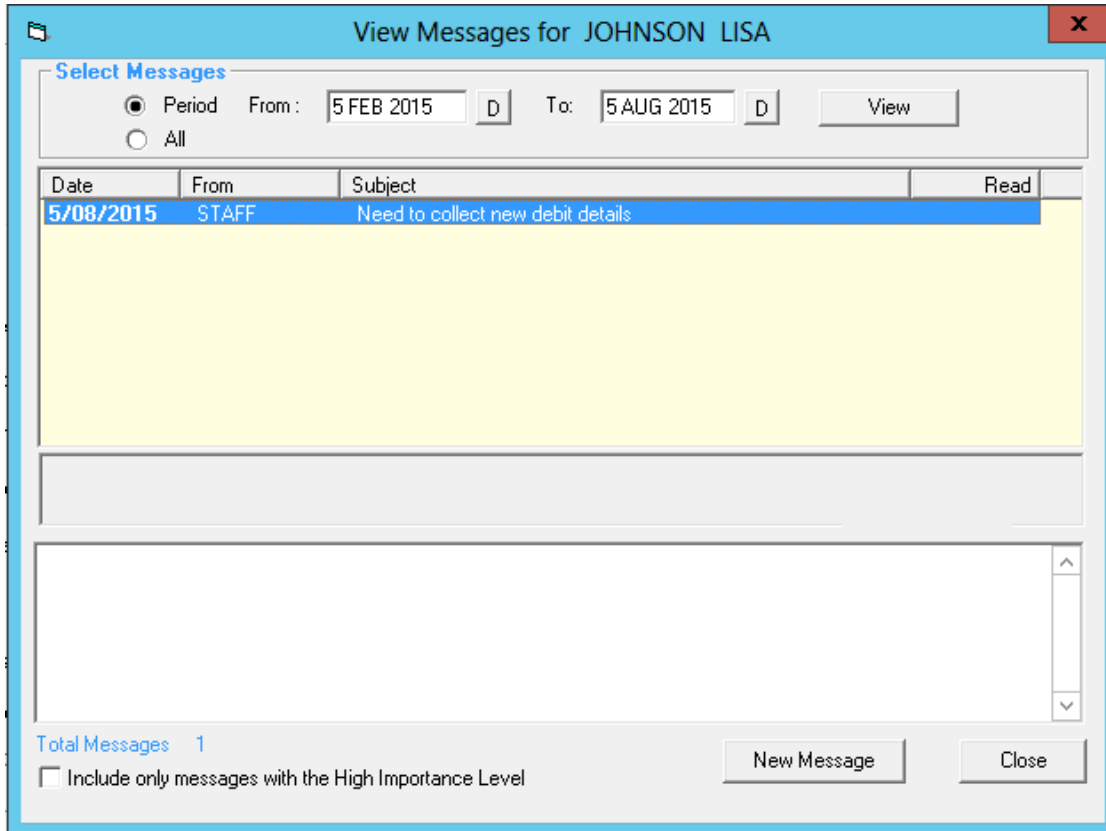 View Messages for JOHNSON LISA
x
Select Messages
Period From : 5 FEB 2015 D To: 5 AUG 2015 D View
All
Date From Subject Read
5/08/2015 STAFF Need to collect new debit details
Total Messages 1
New Message Close
Include only messages with the High Importance Level